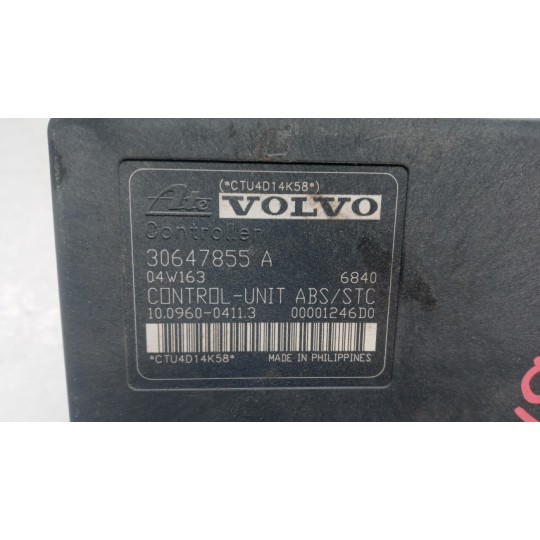 (*CTU4D14K58*)
Ate VOLVO
Controller
30647855 A
04W163 6840
CONTROL-UNIT ABS/STC
10.0960-0411.3 00001246D0
*CTU4D14K58* MADE IN PHILIPPINES